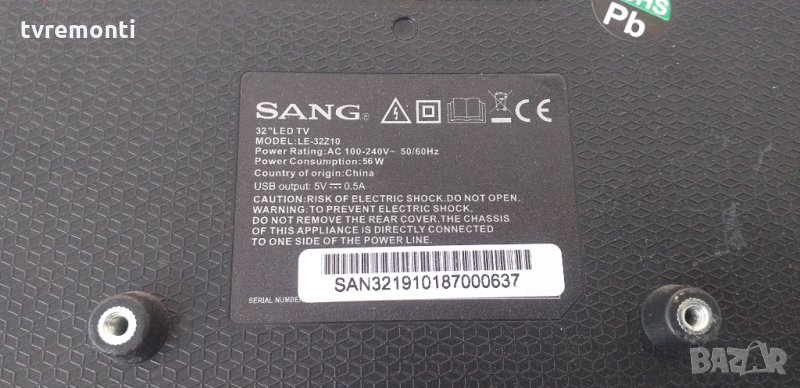 tvremonti
HS
Pb
SANG®
32"LED TV
MODEL:LE-32Z10
Power Rating:AC 100-240V~ 50/60Hz
Power Consumption:56W
Country of origin:China
USB output: 5V⎓0.5A
CAUTION:RISK OF ELECTRIC SHOCK.DO NOT OPEN.
WARNING:TO PREVENT ELECTRIC SHOCK,
DO NOT REMOVE THE REAR COVER,THE CHASSIS
OF THIS APPLIANCE IS DIRECTLY CONNECTED
TO ONE SIDE OF THE POWER LINE.
SERIAL NUMBER
SAN321910187000637
BAZAR